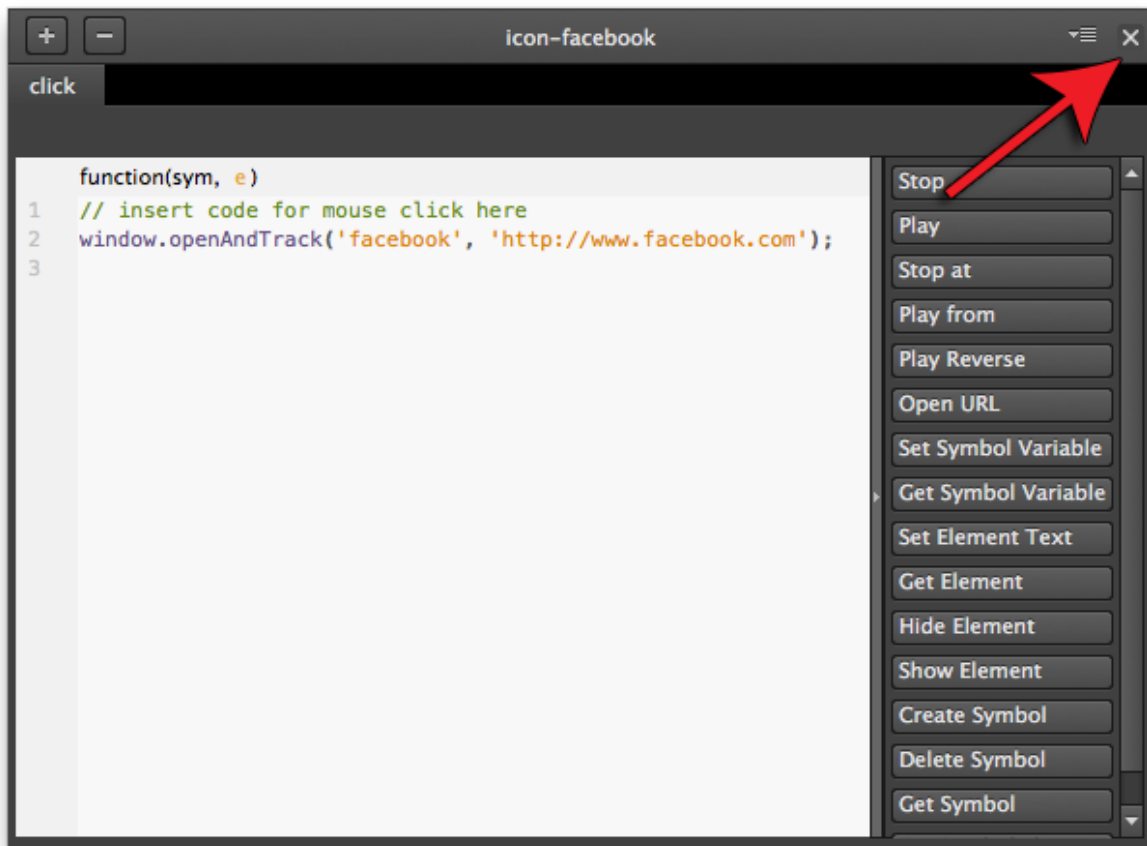 icon-facebook
click
function(sym, e)
1 // insert code for mouse click here
2 window.openAndTrack('facebook', 'http://www.facebook.com');
3
Stop
Play
Stop at
Play from
Play Reverse
Open URL
Set Symbol Variable
Get Symbol Variable
Set Element Text
Get Element
Hide Element
Show Element
Create Symbol
Delete Symbol
Get Symbol